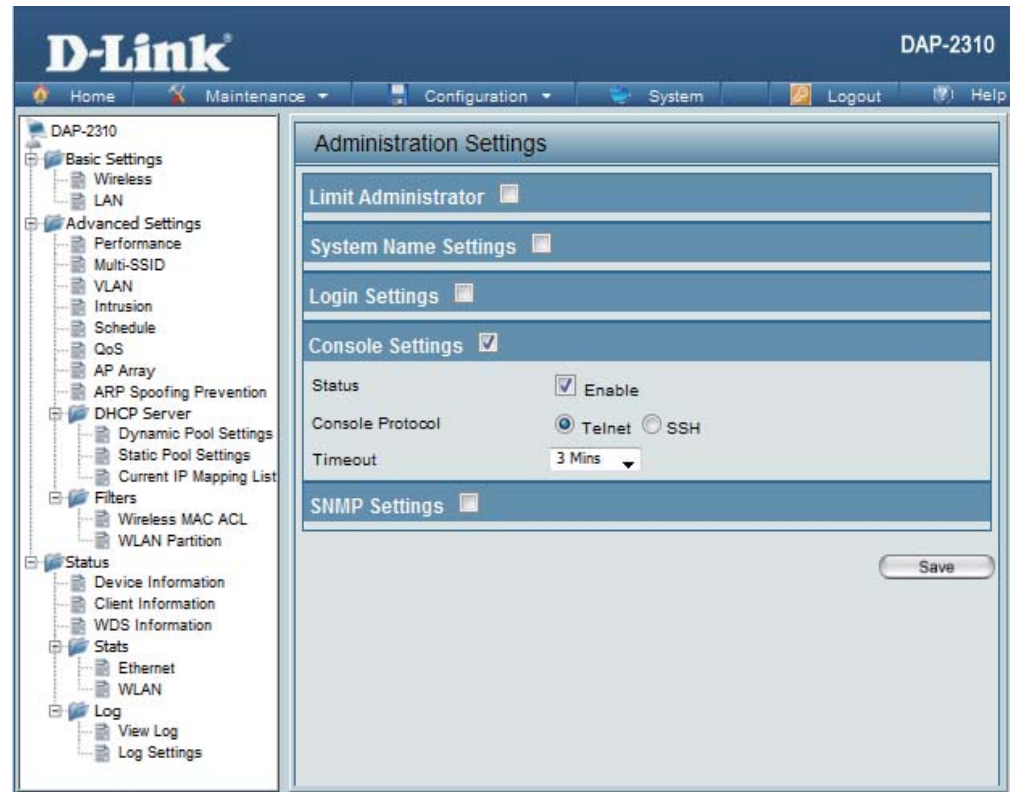 D-Link®
DAP-2310
Home Maintenance Configuration System Logout Help
DAP-2310
Basic Settings
Wireless
LAN
Advanced Settings
Performance
Multi-SSID
VLAN
Intrusion
Schedule
QoS
AP Array
ARP Spoofing Prevention
DHCP Server
Dynamic Pool Settings
Static Pool Settings
Current IP Mapping List
Filters
Wireless MAC ACL
WLAN Partition
Status
Device Information
Client Information
WDS Information
Stats
Ethernet
WLAN
Log
View Log
Log Settings
Administration Settings
Limit Administrator
System Name Settings
Login Settings
Console Settings
Status Enable
Console Protocol Telnet SSH
Timeout 3 Mins
SNMP Settings
Save